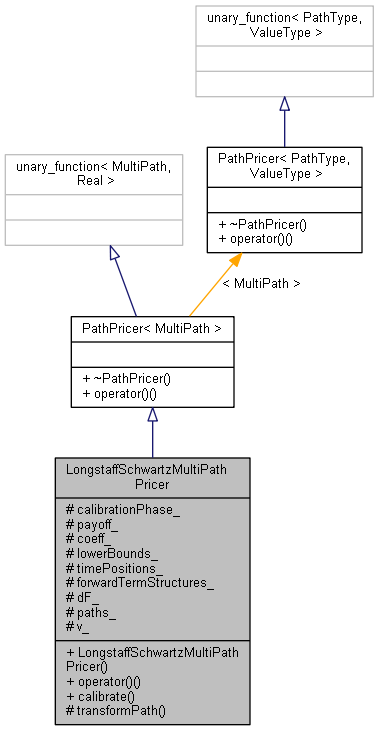 unary_function< PathType,
ValueType >
PathPricer< PathType,
ValueType >
+ ~PathPricer()
+ operator()()
unary_function< MultiPath,
Real >
< MultiPath >
PathPricer< MultiPath >
+ ~PathPricer()
+ operator()()
LongstaffSchwartzMultiPath
Pricer
# calibrationPhase_
# payoff_
# coeff_
# lowerBounds_
# timePositions_
# forwardTermStructures_
# dF_
# paths_
# v_
+ LongstaffSchwartzMultiPath
Pricer()
+ operator()()
+ calibrate()
# transformPath()